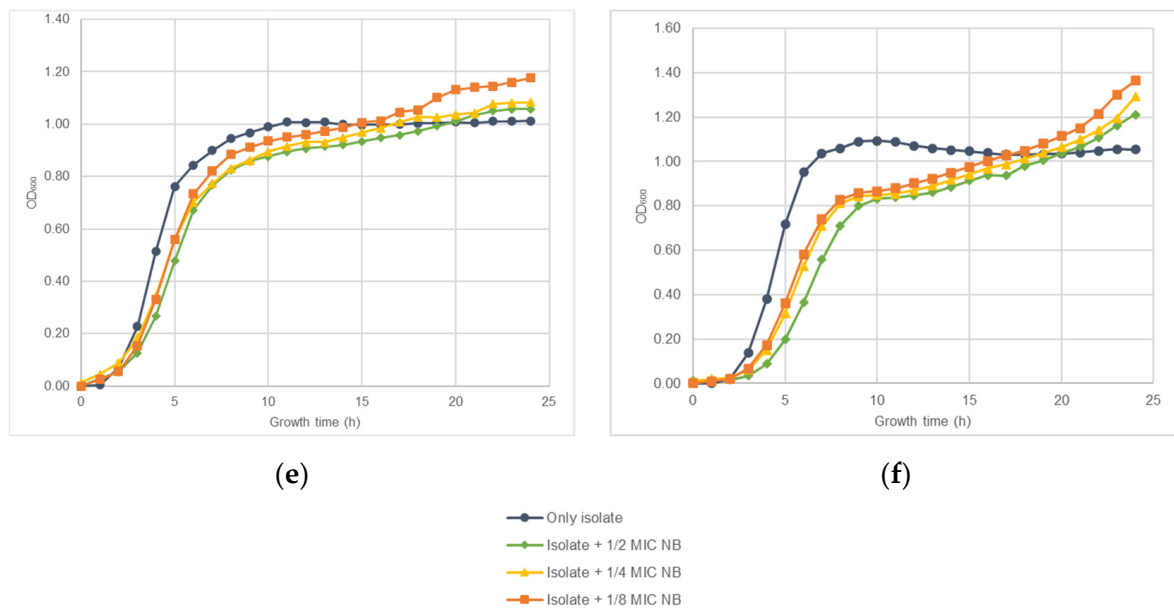 1.40
1.20
1.00
0.80
0.60
0.40
0.20
0.00
OD₆₀₀
0 5 10 15 20 25
Growth time (h)
(e)
1.60
1.40
1.20
1.00
0.80
0.60
0.40
0.20
0.00
OD₆₀₀
0 5 10 15 20 25
Growth time (h)
(f)
Only isolate
Isolate + 1/2 MIC NB
Isolate + 1/4 MIC NB
Isolate + 1/8 MIC NB